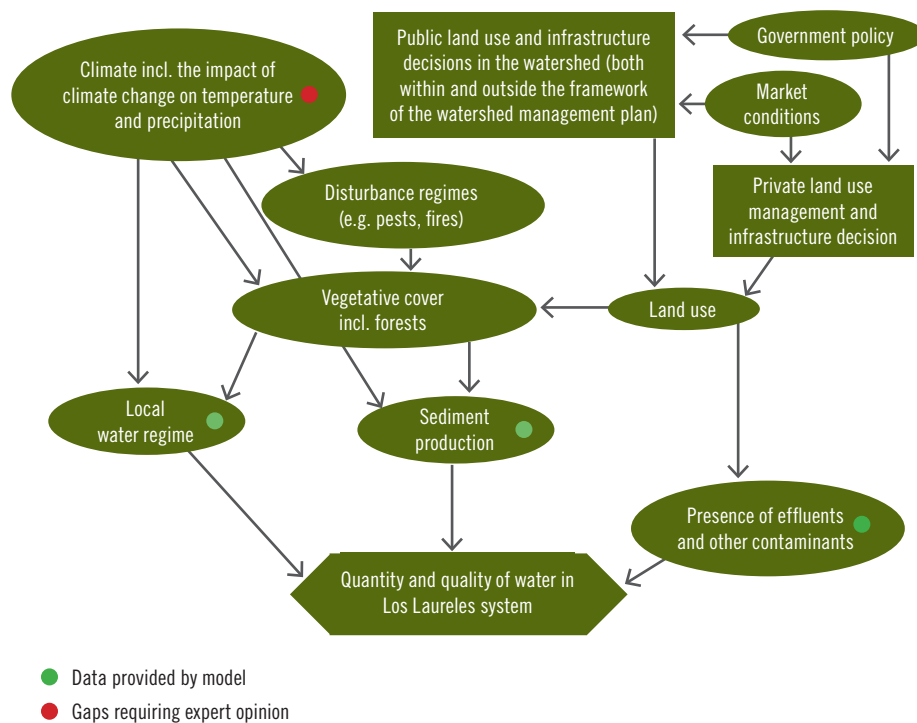 Climate incl. the impact of
climate change on temperature
and precipitation
Public land use and infrastructure
decisions in the watershed (both
within and outside the framework
of the watershed management plan)
Government policy
Market
conditions
Disturbance regimes
(e.g. pests, fires)
Private land use
management and
infrastructure decision
Vegetative cover
incl. forests
Land use
Local
water regime
Sediment
production
Presence of effluents
and other contaminants
Quantity and quality of water in
Los Laureles system
Data provided by model
Gaps requiring expert opinion